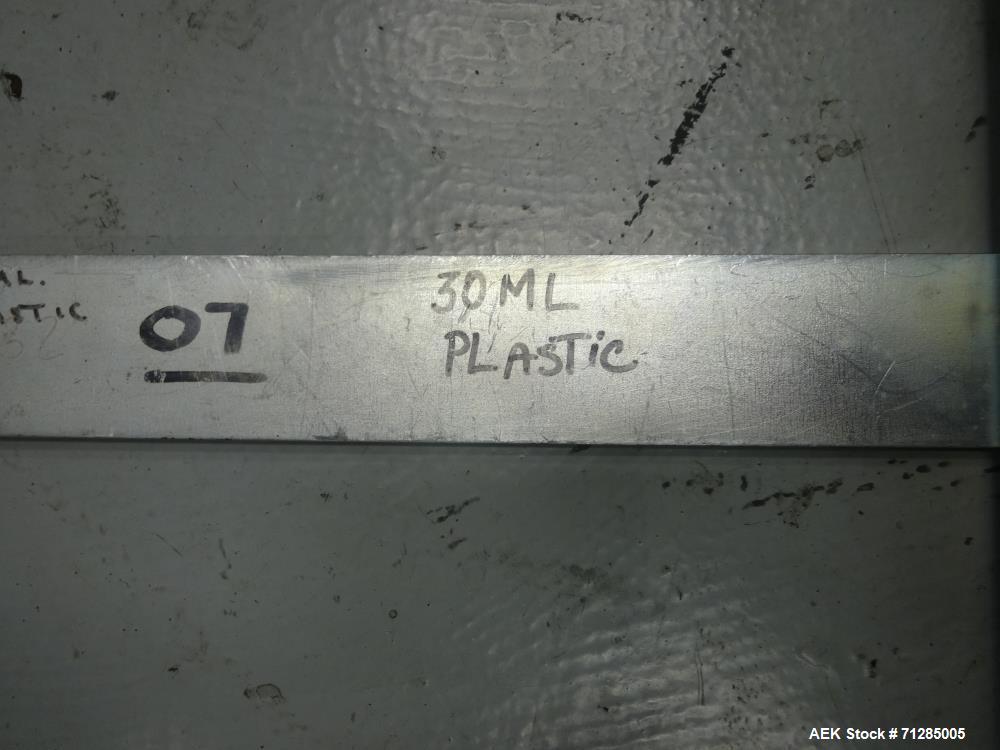 07
30ML
PLASTiC
AEK Stock # 71285005